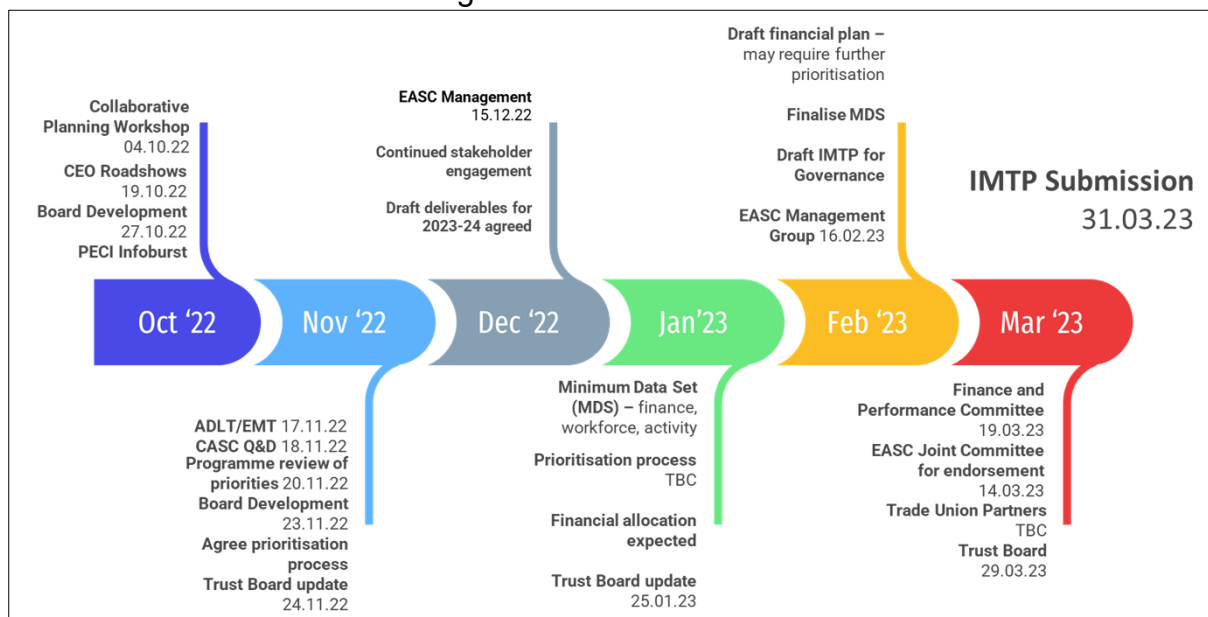 Collaborative
Planning Workshop
04.10.22
CEO Roadshows
19.10.22
Board Development
27.10.22
PECI Infoburst
EASC Management
15.12.22
Continued stakeholder
engagement
Draft deliverables for
2023-24 agreed
Draft financial plan –
may require further
prioritisation
Finalise MDS
Draft IMTP for
Governance
EASC Management
Group 16.02.23
IMTP Submission
31.03.23
Oct ‘22
Nov ‘22
Dec ‘22
Jan’23
Feb ‘23
Mar ‘23
ADLT/EMT 17.11.22
CASC Q&D 18.11.22
Programme review of
priorities 20.11.22
Board Development
23.11.22
Agree prioritisation
process
Trust Board update
24.11.22
Minimum Data Set
(MDS) – finance,
workforce, activity
Prioritisation process
TBC
Financial allocation
expected
Trust Board update
25.01.23
Finance and
Performance Committee
19.03.23
EASC Joint Committee
for endorsement
14.03.23
Trade Union Partners
TBC
Trust Board
29.03.23